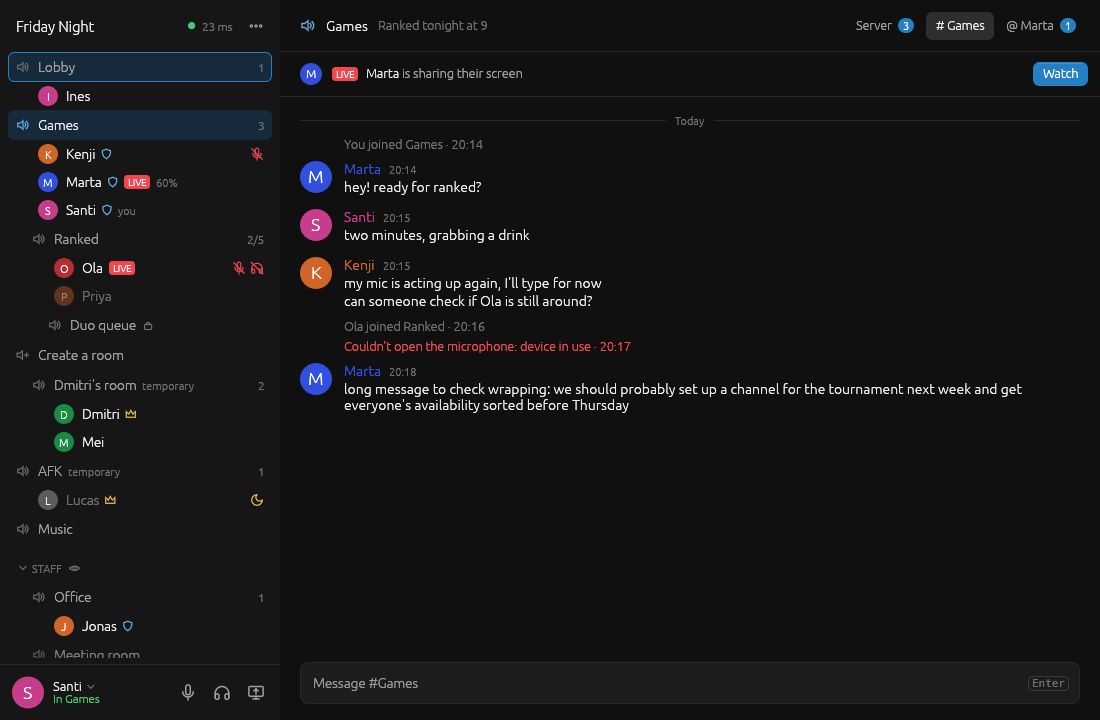 Friday Night
23 ms
Lobby 1
I Ines
Games 3
K Kenji
M Marta LIVE 60%
S Santi you
Ranked 2/5
O Ola LIVE
P Priya
Duo queue
Create a room
Dmitri's room temporary 2
D Dmitri
M Mei
AFK temporary 1
L Lucas
Music
STAFF
Office 1
J Jonas
Meeting room
S Santi
In Games
Games Ranked tonight at 9
Server 3 # Games @ Marta 1
M LIVE Marta is sharing their screen Watch
Today
You joined Games · 20:14
M Marta 20:14
hey! ready for ranked?
S Santi 20:15
two minutes, grabbing a drink
K Kenji 20:15
my mic is acting up again, I'll type for now
can someone check if Ola is still around?
Ola joined Ranked · 20:16
Couldn't open the microphone: device in use · 20:17
M Marta 20:18
long message to check wrapping: we should probably set up a channel for the tournament next week and get
everyone's availability sorted before Thursday
Message #Games Enter